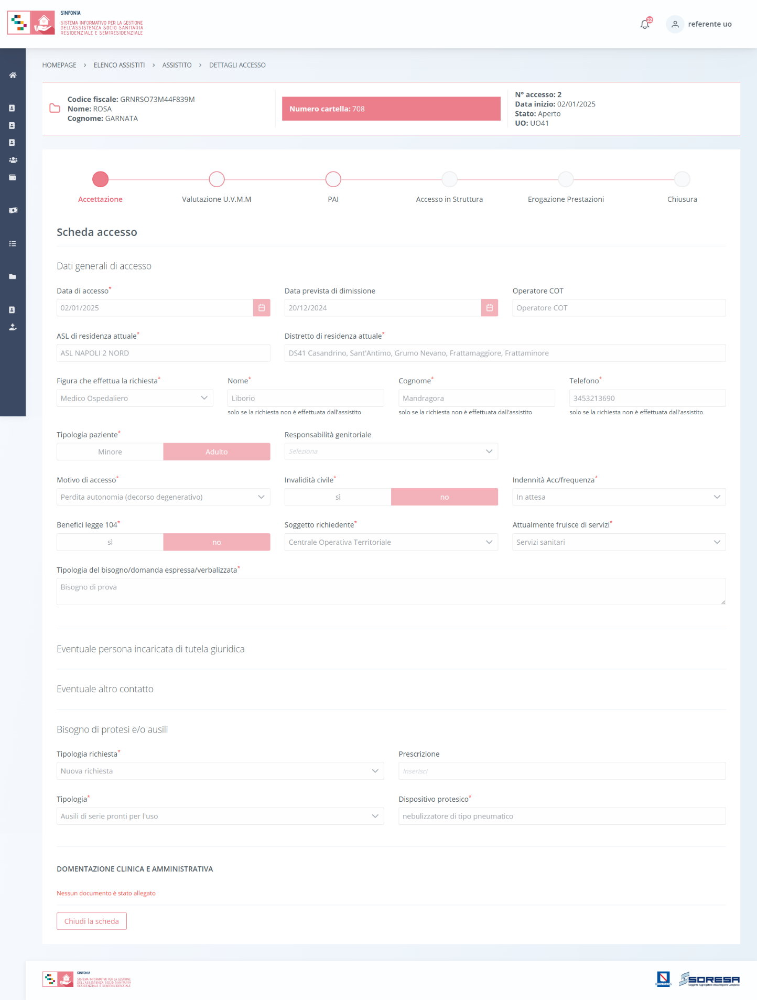 SINFONIA
SISTEMA INFORMATIVO PER LA GESTIONE
DELL'ASSISTENZA SOCIO SANITARIA
RESIDENZIALE E SEMIRESIDENZIALE
22
referente uo
HOMEPAGE > ELENCO ASSISTITI > ASSISTITO > DETTAGLI ACCESSO
Codice fiscale: GRNRSO73M44F839M
Nome: ROSA
Cognome: GARNATA
Numero cartella: 708
N° accesso: 2
Data inizio: 02/01/2025
Stato: Aperto
UO: UO41
Accettazione
Valutazione U.V.M.M
PAI
Accesso in Struttura
Erogazione Prestazioni
Chiusura
Scheda accesso
Dati generali di accesso
Data di accesso* Data prevista di dimissione Operatore COT
02/01/2025 20/12/2024 Operatore COT
ASL di residenza attuale* Distretto di residenza attuale*
ASL NAPOLI 2 NORD DS41 Casandrino, Sant'Antimo, Grumo Nevano, Frattamaggiore, Frattaminore
Figura che effettua la richiesta* Nome* Cognome* Telefono*
Medico Ospedaliero Liborio Mandragora 3453213690
solo se la richiesta non è effettuata dall'assistito solo se la richiesta non è effettuata dall'assistito solo se la richiesta non è effettuata dall'assistito
Tipologia paziente* Responsabilità genitoriale
Minore Adulto Seleziona
Motivo di accesso* Invalidità civile* Indennità Acc/frequenza*
Perdita autonomia (decorso degenerativo) sì no In attesa
Benefici legge 104* Soggetto richiedente* Attualmente fruisce di servizi*
sì no Centrale Operativa Territoriale Servizi sanitari
Tipologia del bisogno/domanda espressa/verbalizzata*
Bisogno di prova
Eventuale persona incaricata di tutela giuridica
Eventuale altro contatto
Bisogno di protesi e/o ausili
Tipologia richiesta* Prescrizione
Nuova richiesta Inserisci
Tipologia* Dispositivo protesico*
Ausili di serie pronti per l'uso nebulizzatore di tipo pneumatico
DOMENTAZIONE CLINICA E AMMINISTRATIVA
Nessun documento è stato allegato
Chiudi la scheda
SINFONIA
SISTEMA INFORMATIVO PER LA GESTIONE
DELL'ASSISTENZA SOCIO SANITARIA
RESIDENZIALE E SEMIRESIDENZIALE
SORESA
Soggetto Aggregatore della Regione Campania